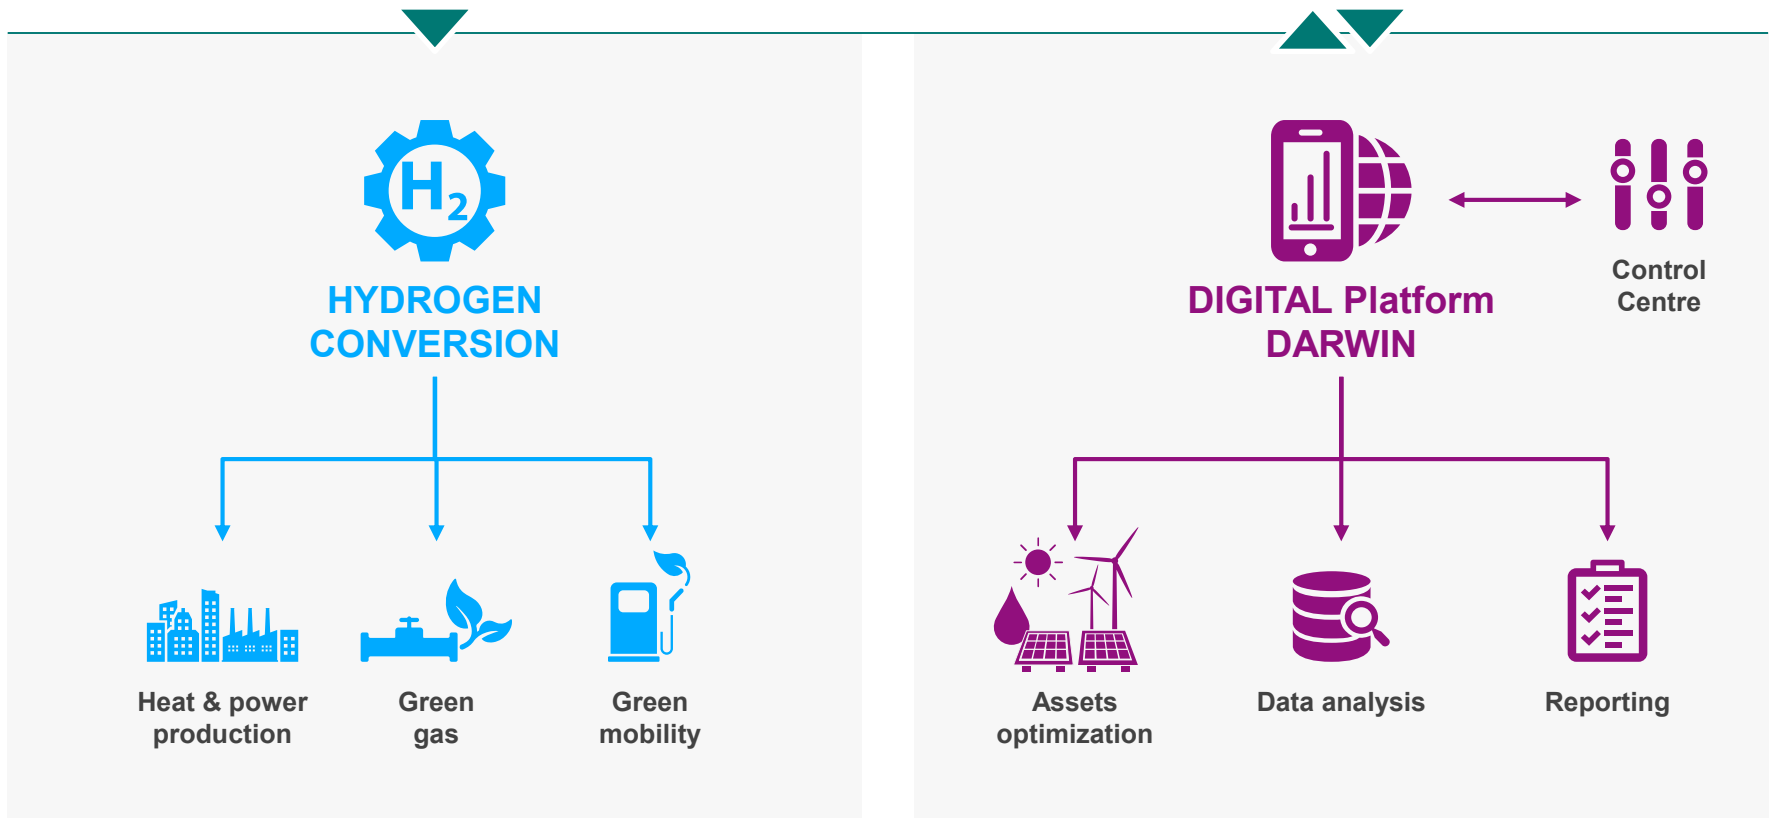 H2
HYDROGEN
CONVERSION
Heat & power
production
Green
gas
Green
mobility
DIGITAL Platform
DARWIN
Control
Centre
Assets
optimization
Data analysis
Reporting